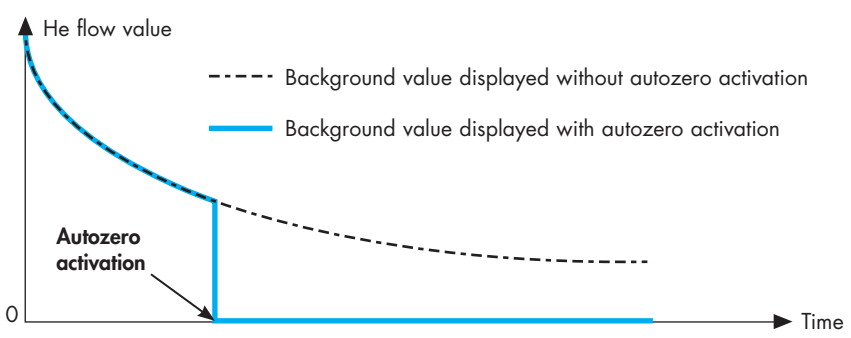 He flow value
Background value displayed without autozero activation
Background value displayed with autozero activation
Autozero
activation
0
Time